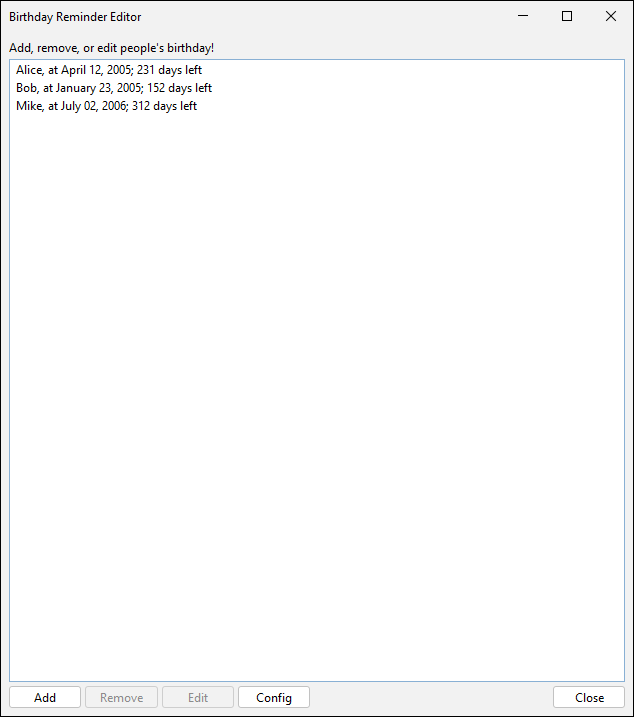 Birthday Reminder Editor
Add, remove, or edit people's birthday!
Alice, at April 12, 2005; 231 days left
Bob, at January 23, 2005; 152 days left
Mike, at July 02, 2006; 312 days left
Add Remove Edit Config Close